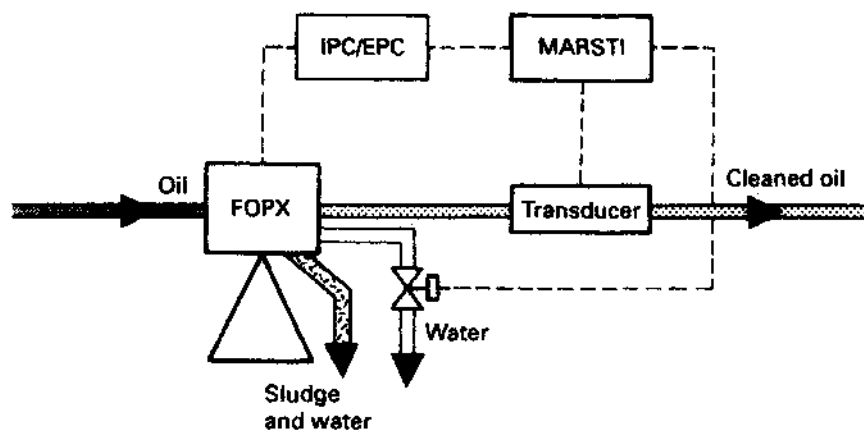 IPC/EPC
MARSTI
Oil
FOPX
Transducer
Cleaned oil
Water
Sludge
and water